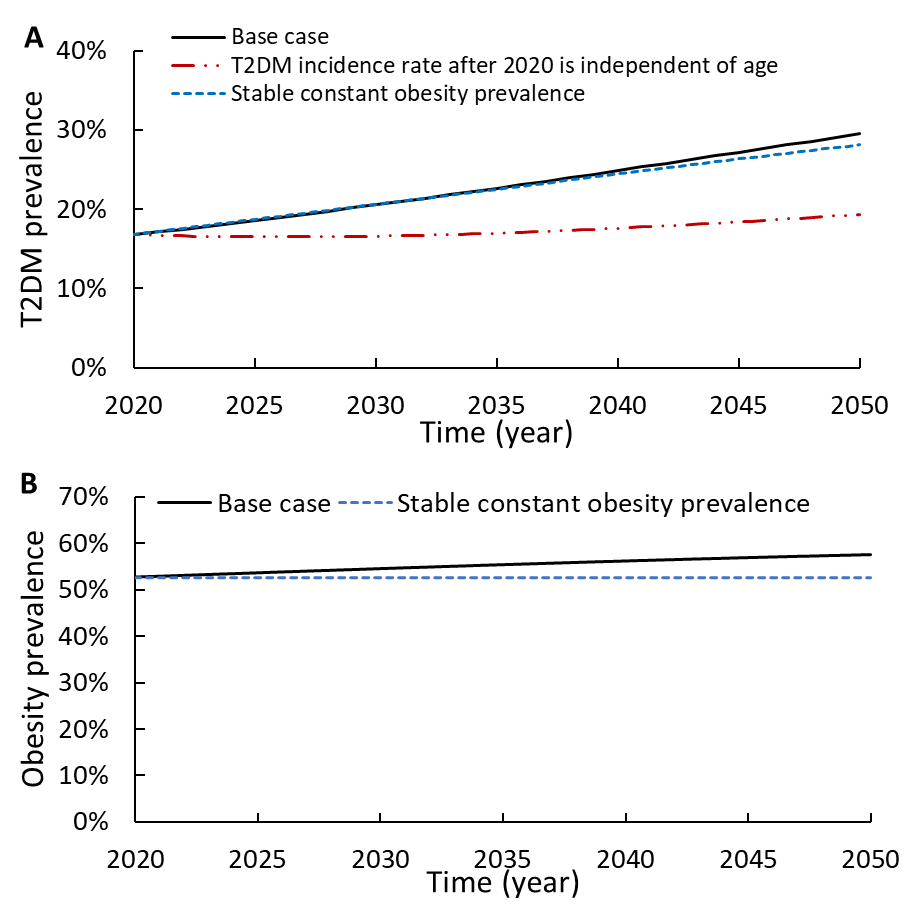 A
Base case
T2DM incidence rate after 2020 is independent of age
Stable constant obesity prevalence
T2DM prevalence
40%
30%
20%
10%
0%
2020 2025 2030 2035 2040 2045 2050
Time (year)
B
Base case Stable constant obesity prevalence
Obesity prevalence
70%
60%
50%
40%
30%
20%
10%
0%
2020 2025 2030 2035 2040 2045 2050
Time (year)